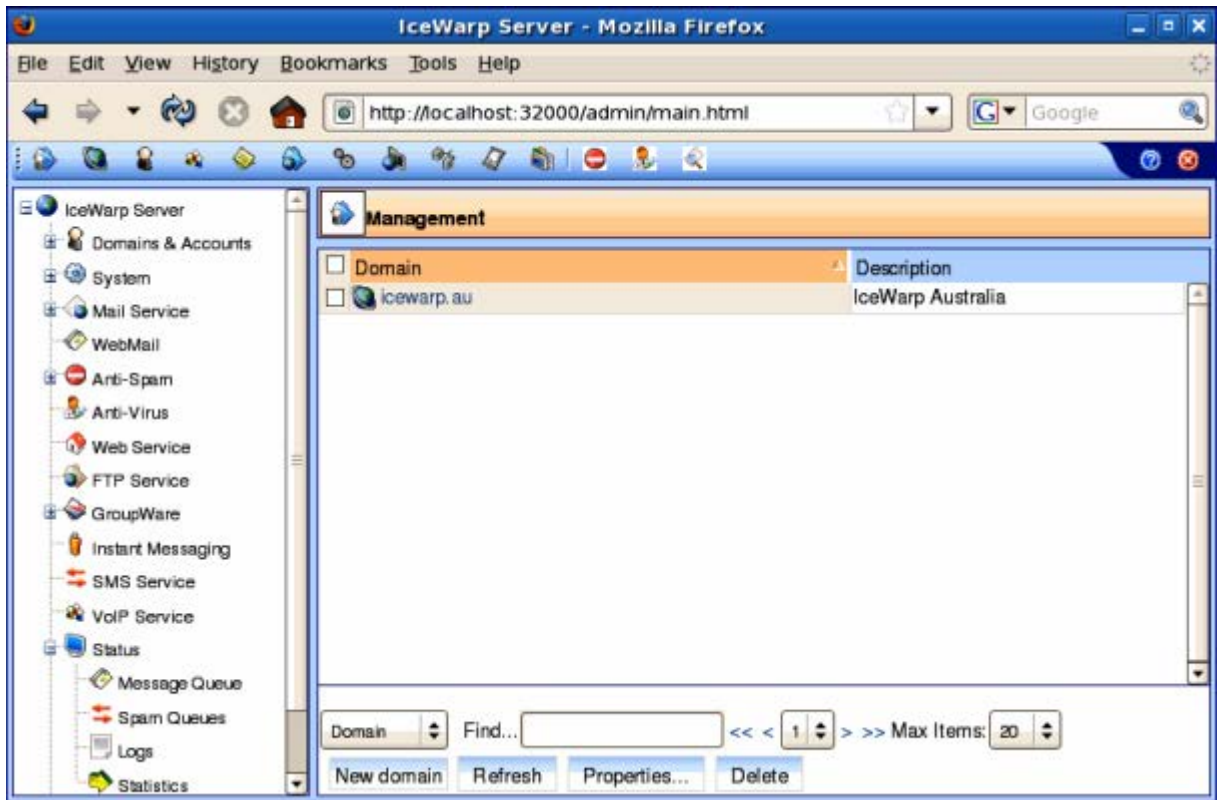 IceWarp Server - Mozilla Firefox
File Edit View History Bookmarks Tools Help
http://localhost:32000/admin/main.html
G Google
IceWarp Server
Domains & Accounts
System
Mail Service
WebMail
Anti-Spam
Anti-Virus
Web Service
FTP Service
GroupWare
Instant Messaging
SMS Service
VoIP Service
Status
Message Queue
Spam Queues
Logs
Statistics
Management
Domain Description
icewarp.au IceWarp Australia
Domain Find... << < 1 > >> Max Items: 20
New domain Refresh Properties... Delete